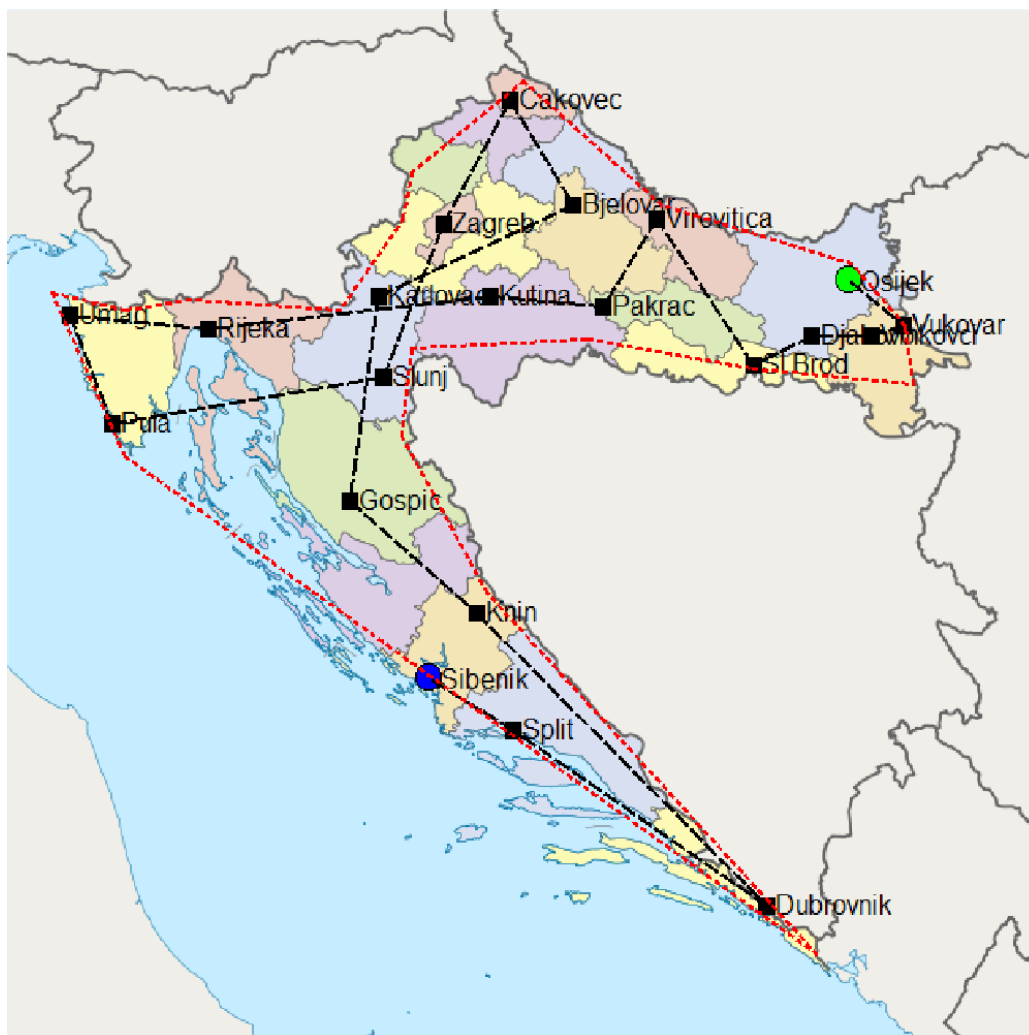 Cakovec
Bjelovar
Virovitica
Zagreb
Osijek
Karlovac
Kutina
Pakrac
Umag
Rijeka
Vukovar
Sl.Brod
Slunj
Pula
Gospic
Knin
Sibenik
Split
Dubrovnik